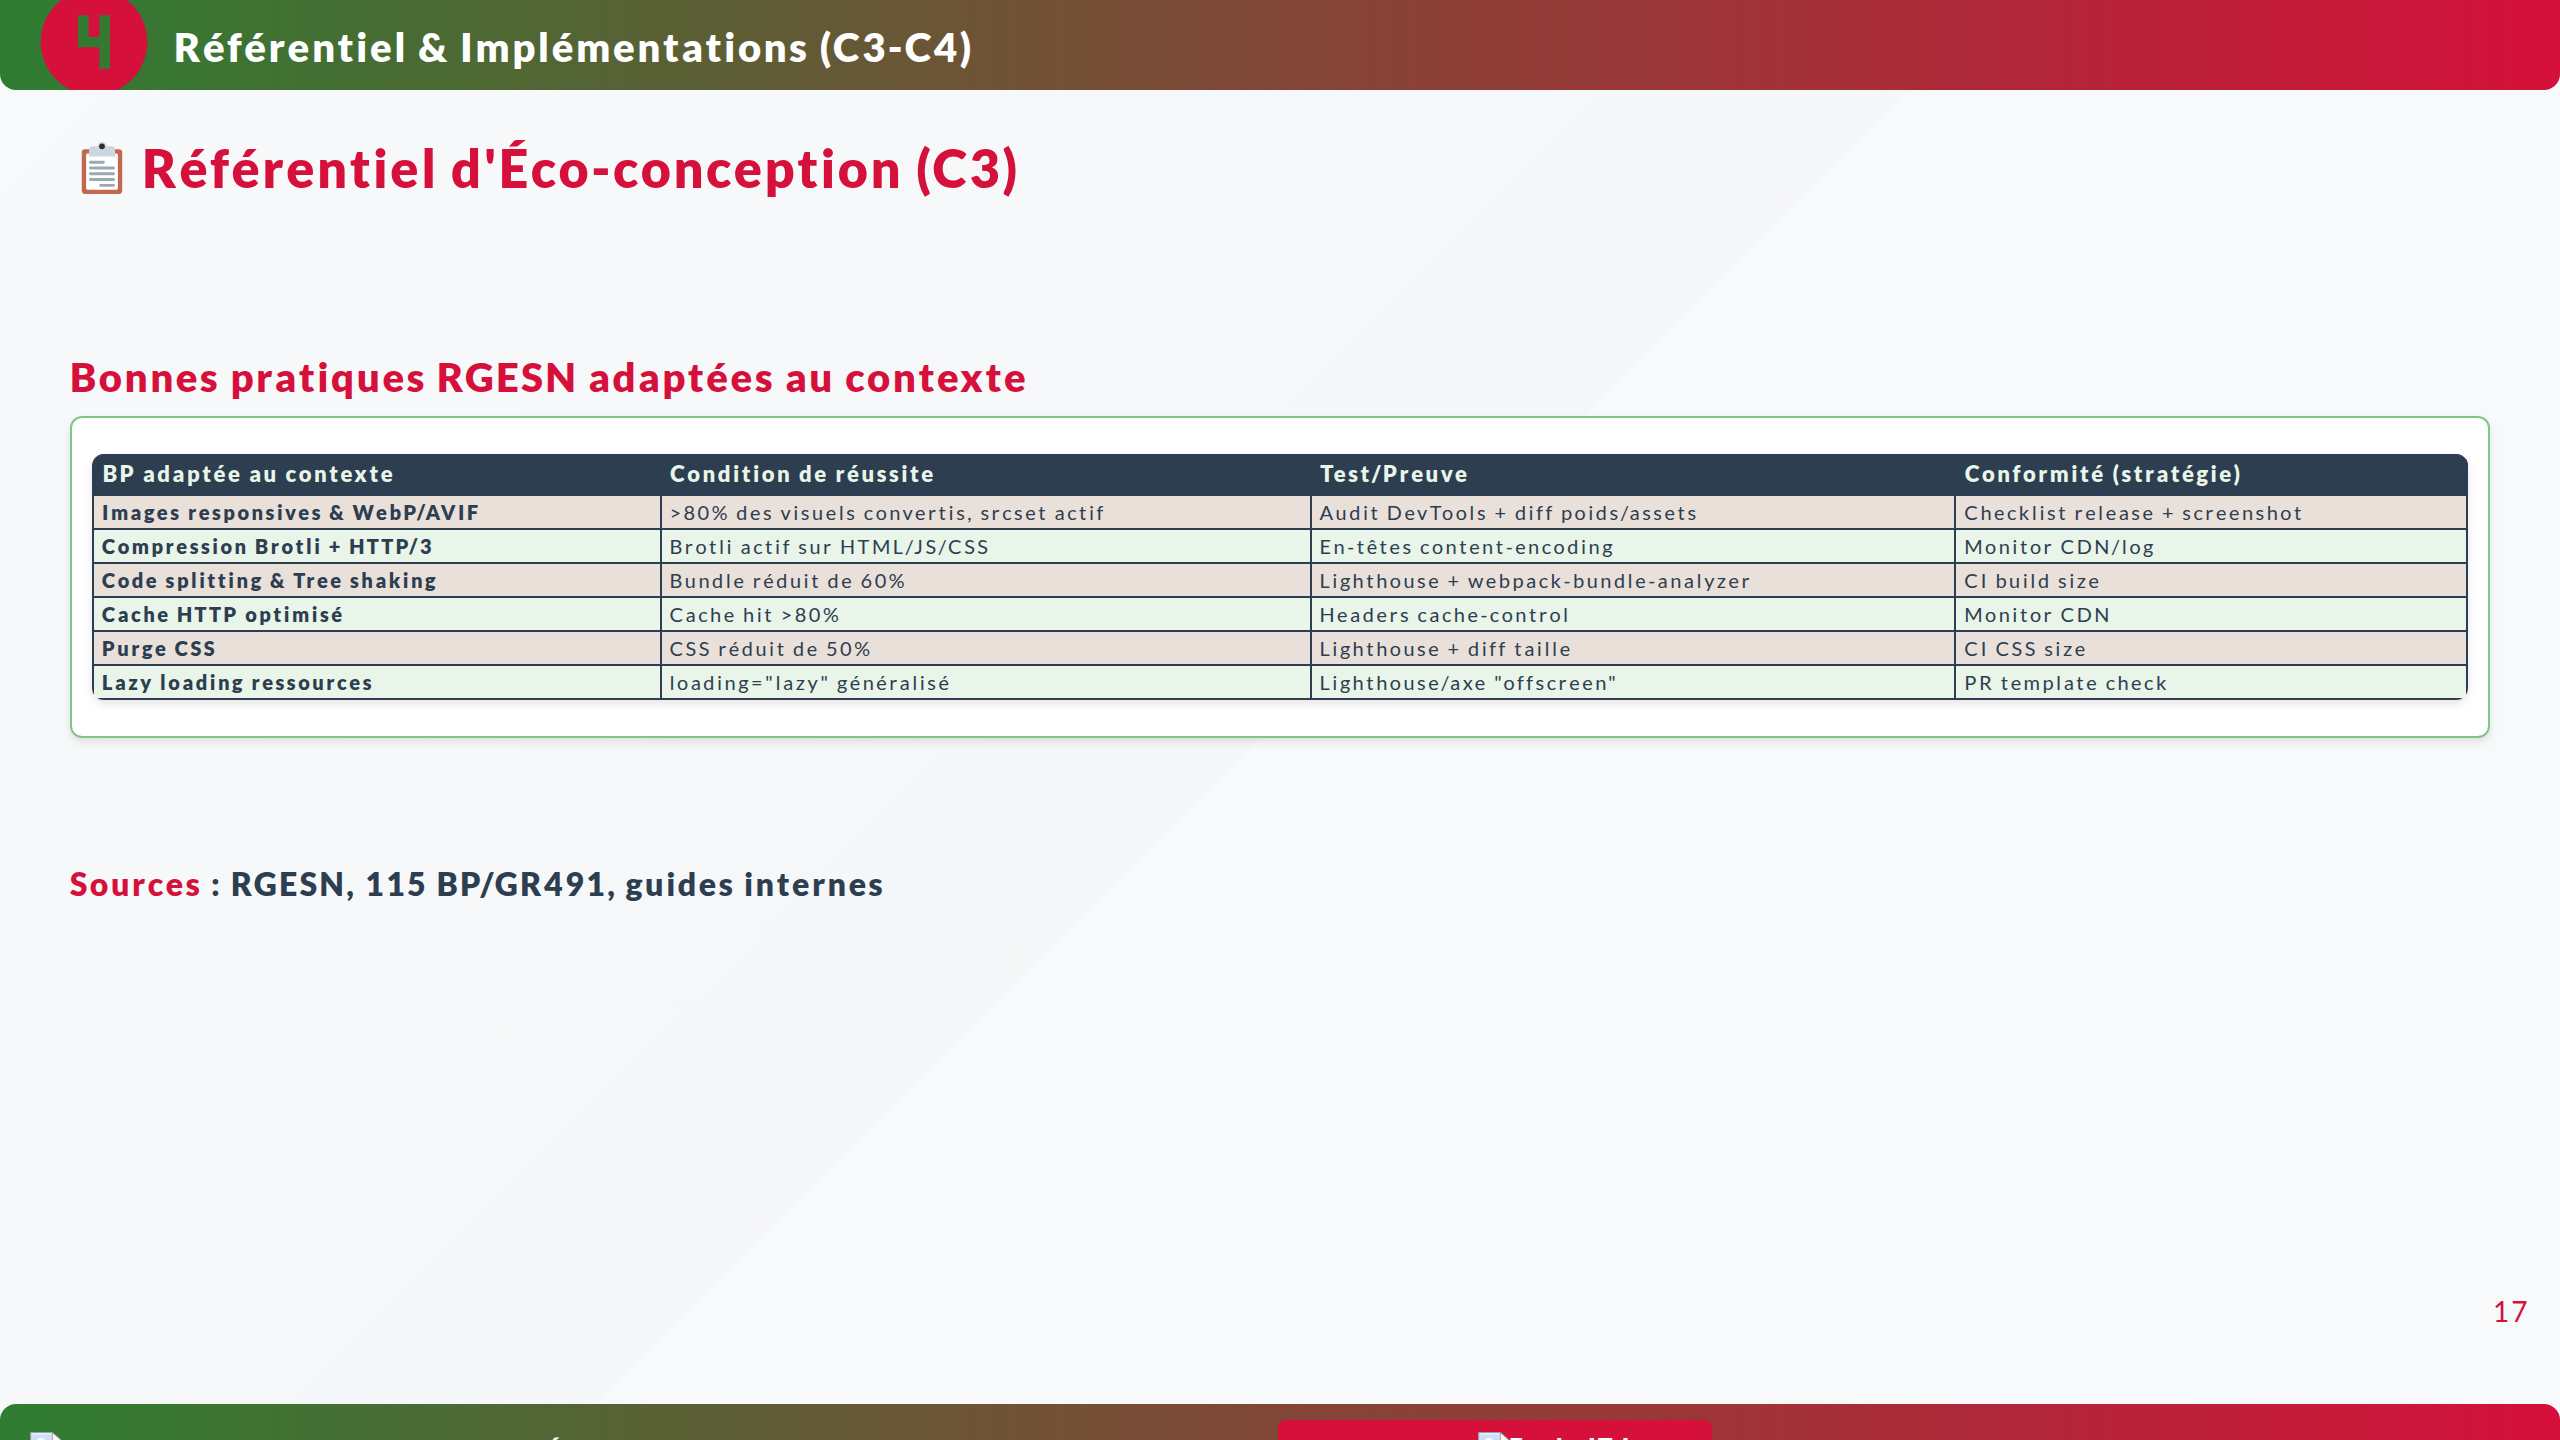 4
Référentiel & Implémentations (C3-C4)
Référentiel d'Éco-conception (C3)
Bonnes pratiques RGESN adaptées au contexte
BP adaptée au contexte Condition de réussite Test/Preuve Conformité (stratégie)
Images responsives & WebP/AVIF >80% des visuels convertis, srcset actif Audit DevTools + diff poids/assets Checklist release + screenshot
Compression Brotli + HTTP/3 Brotli actif sur HTML/JS/CSS En-têtes content-encoding Monitor CDN/log
Code splitting & Tree shaking Bundle réduit de 60% Lighthouse + webpack-bundle-analyzer CI build size
Cache HTTP optimisé Cache hit >80% Headers cache-control Monitor CDN
Purge CSS CSS réduit de 50% Lighthouse + diff taille CI CSS size
Lazy loading ressources loading="lazy" généralisé Lighthouse/axe "offscreen" PR template check
Sources : RGESN, 115 BP/GR491, guides internes
17